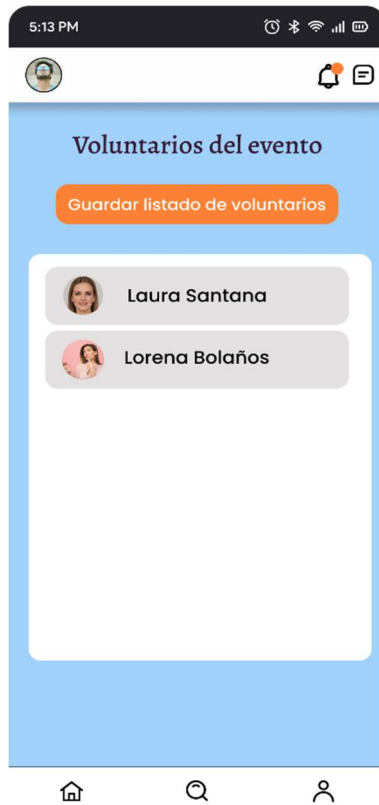 5:13 PM
Voluntarios del evento
Guardar listado de voluntarios
Laura Santana
Lorena Bolaños